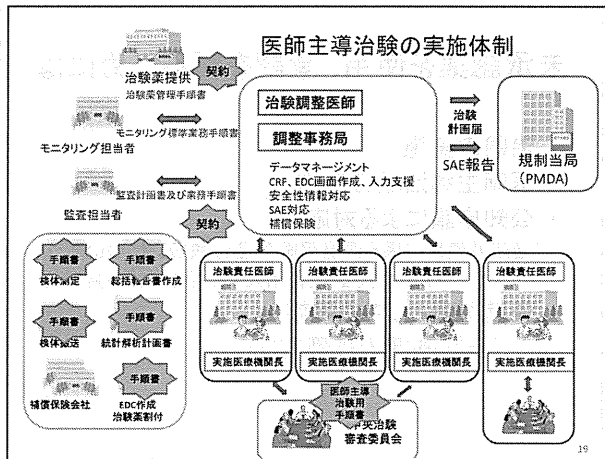 医師主導治験の実施体制
治験薬提供
契約
治験薬管理手順書
モニタリング標準業務手順書
モニタリング担当者
監査計画書及び業務手順書
監査担当者
契約
治験調整医師
調整事務局
データマネージメント
CRF、EDC画面作成、入力支援
安全性情報対応
SAE対応
補償保険
治験
計画届
SAE報告
規制当局
(PMDA)
手順書
検体測定
手順書
総括報告書作成
手順書
検体搬送
手順書
統計解析計画書
補償保険会社
手順書
EDC作成
治験薬割付
治験責任医師
治験責任医師
治験責任医師
治験責任医師
実施医療機関長
実施医療機関長
実施医療機関長
実施医療機関長
医師主導
治験用
手順書
中央治験
審査委員会
19